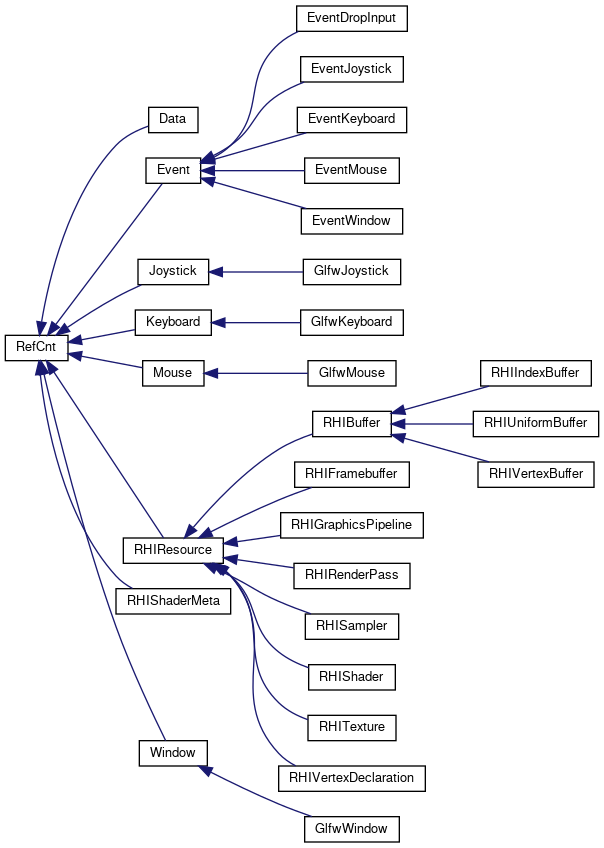 EventDropInput
EventJoystick
Data
EventKeyboard
Event
EventMouse
EventWindow
Joystick
GlfwJoystick
Keyboard
GlfwKeyboard
RefCnt
Mouse
GlfwMouse
RHIIndexBuffer
RHIBuffer
RHIUniformBuffer
RHIFramebuffer
RHIVertexBuffer
RHIGraphicsPipeline
RHIResource
RHIRenderPass
RHIShaderMeta
RHISampler
RHIShader
RHITexture
Window
RHIVertexDeclaration
GlfwWindow